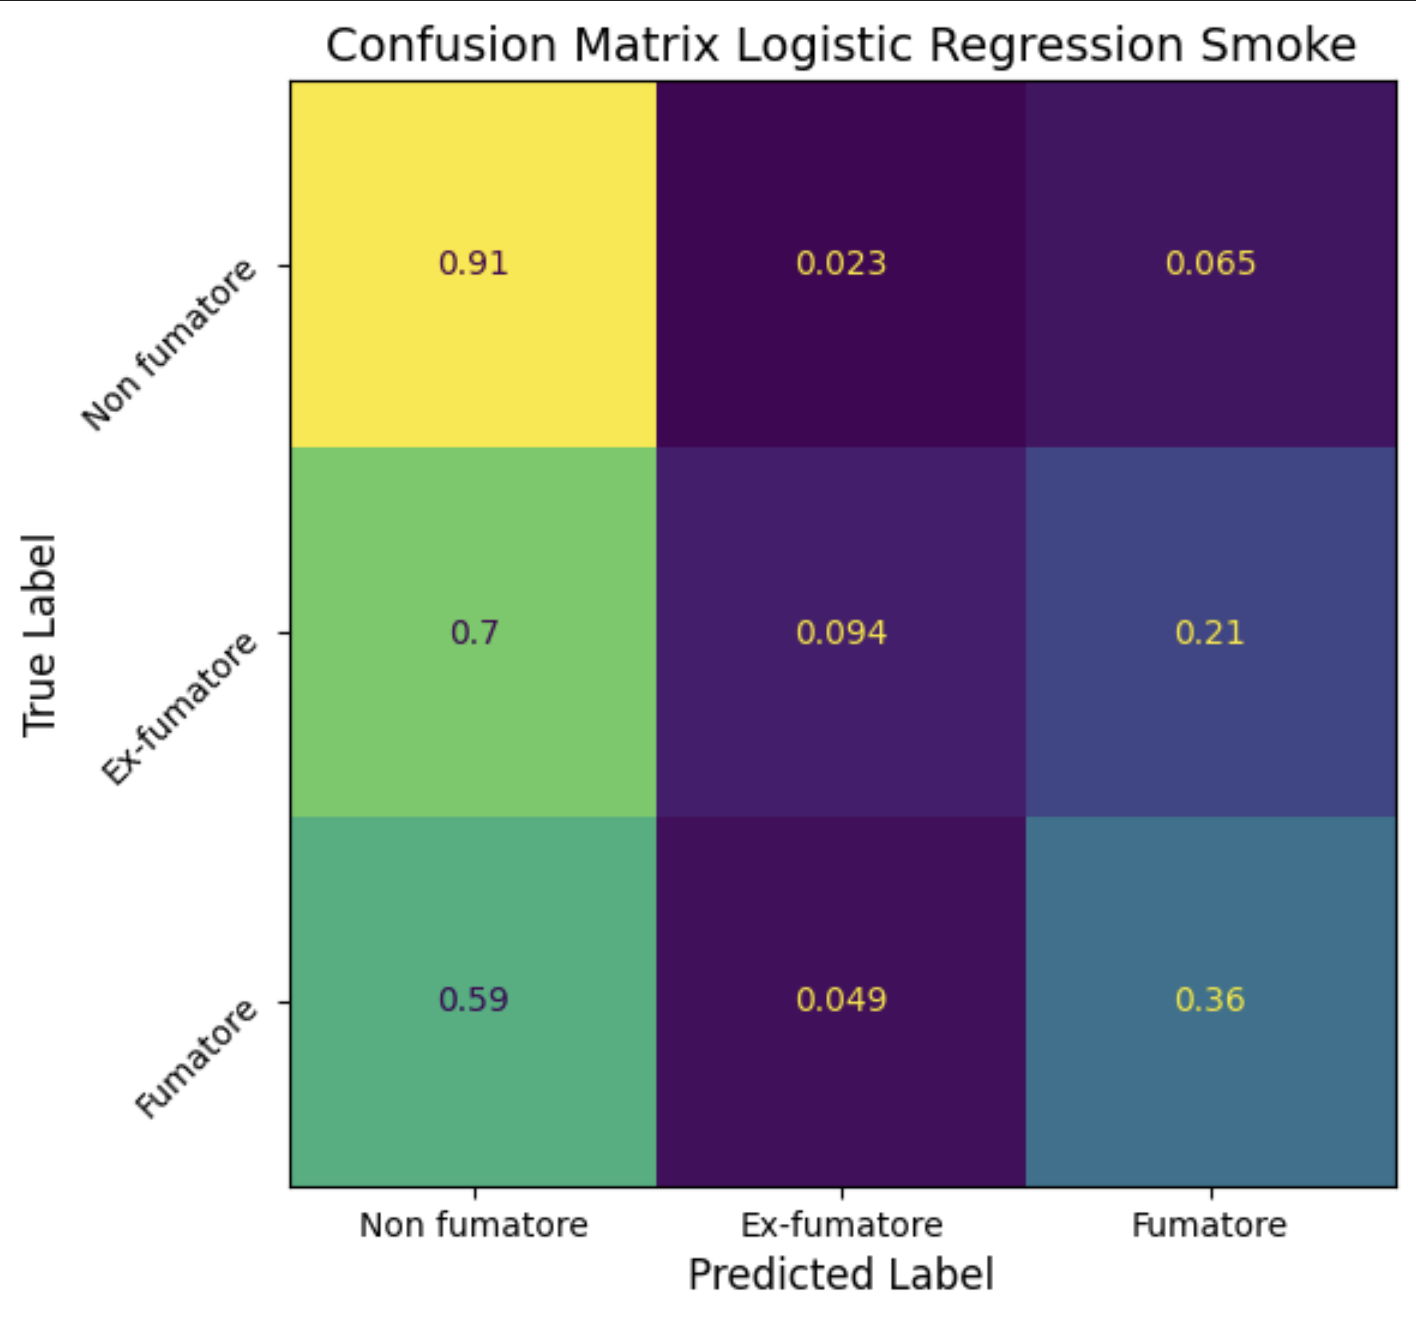 Confusion Matrix Logistic Regression Smoke
True Label
Non fumatore
0.91 0.023 0.065
Ex-fumatore
0.7 0.094 0.21
Fumatore
0.59 0.049 0.36
Non fumatore Ex-fumatore Fumatore
Predicted Label